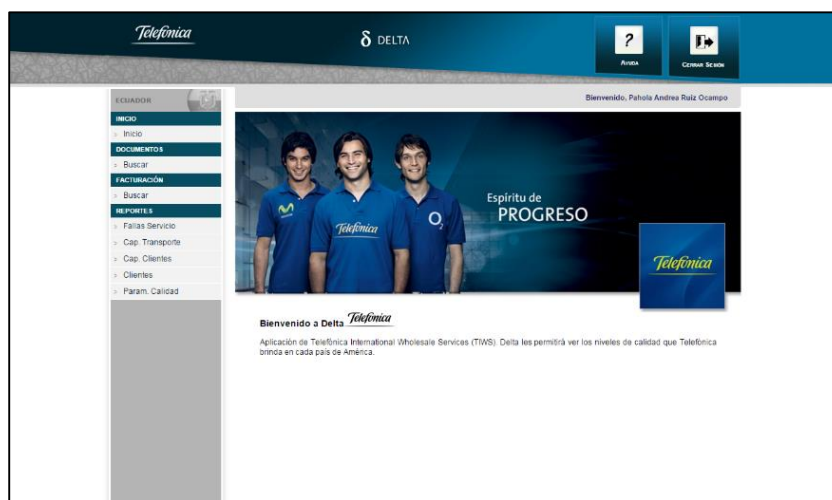 Telefónica
δ DELTA
?
AYUDA
CERRAR SESIÓN
ECUADOR
Bienvenido, Pahola Andrea Ruiz Ocampo
INICIO
Inicio
DOCUMENTOS
Buscar
FACTURACIÓN
Buscar
REPORTES
Fallas Servicio
Cap. Transporte
Cap. Clientes
Clientes
Param. Calidad
Telefónica
O2
Espíritu de
PROGRESO
Telefónica
Bienvenido a Delta Telefónica
Aplicación de Telefónica International Wholesale Services (TIWS). Delta les permitirá ver los niveles de calidad que Telefónica
brinda en cada país de América.